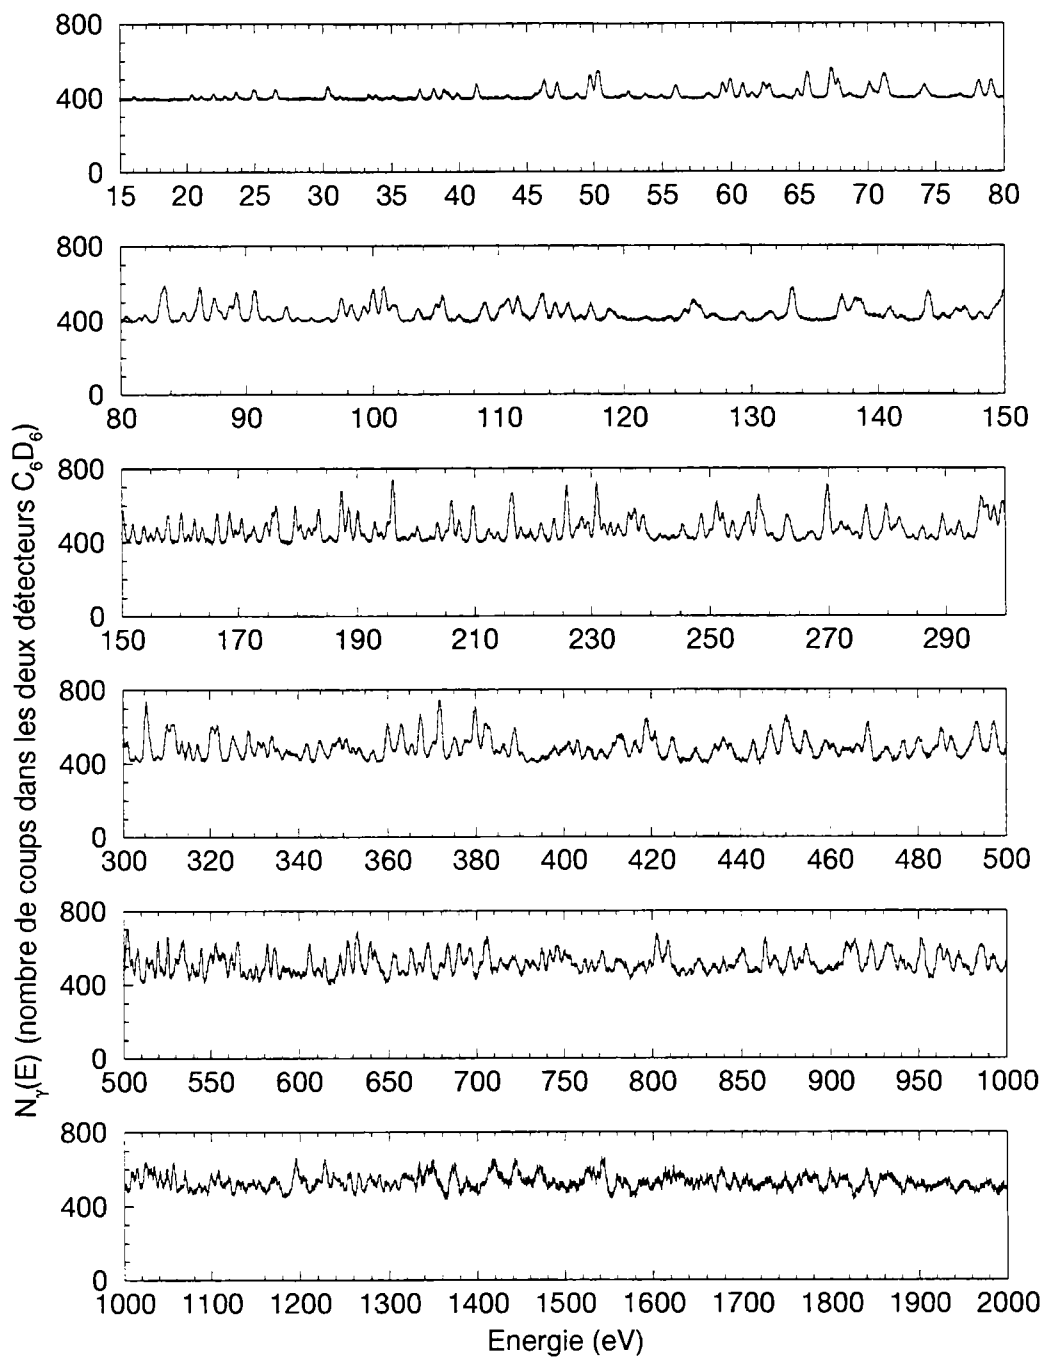 800
400
0
15 20 25 30 35 40 45 50 55 60 65 70 75 80
800
400
0
80 90 100 110 120 130 140 150
800
400
0
150 170 190 210 230 250 270 290
800
400
0
300 320 340 360 380 400 420 440 460 480 500
800
400
0
500 550 600 650 700 750 800 850 900 950 1000
800
400
0
1000 1100 1200 1300 1400 1500 1600 1700 1800 1900 2000
Energie (eV)
Nγ(E) (nombre de coups dans les deux détecteurs C6D6)